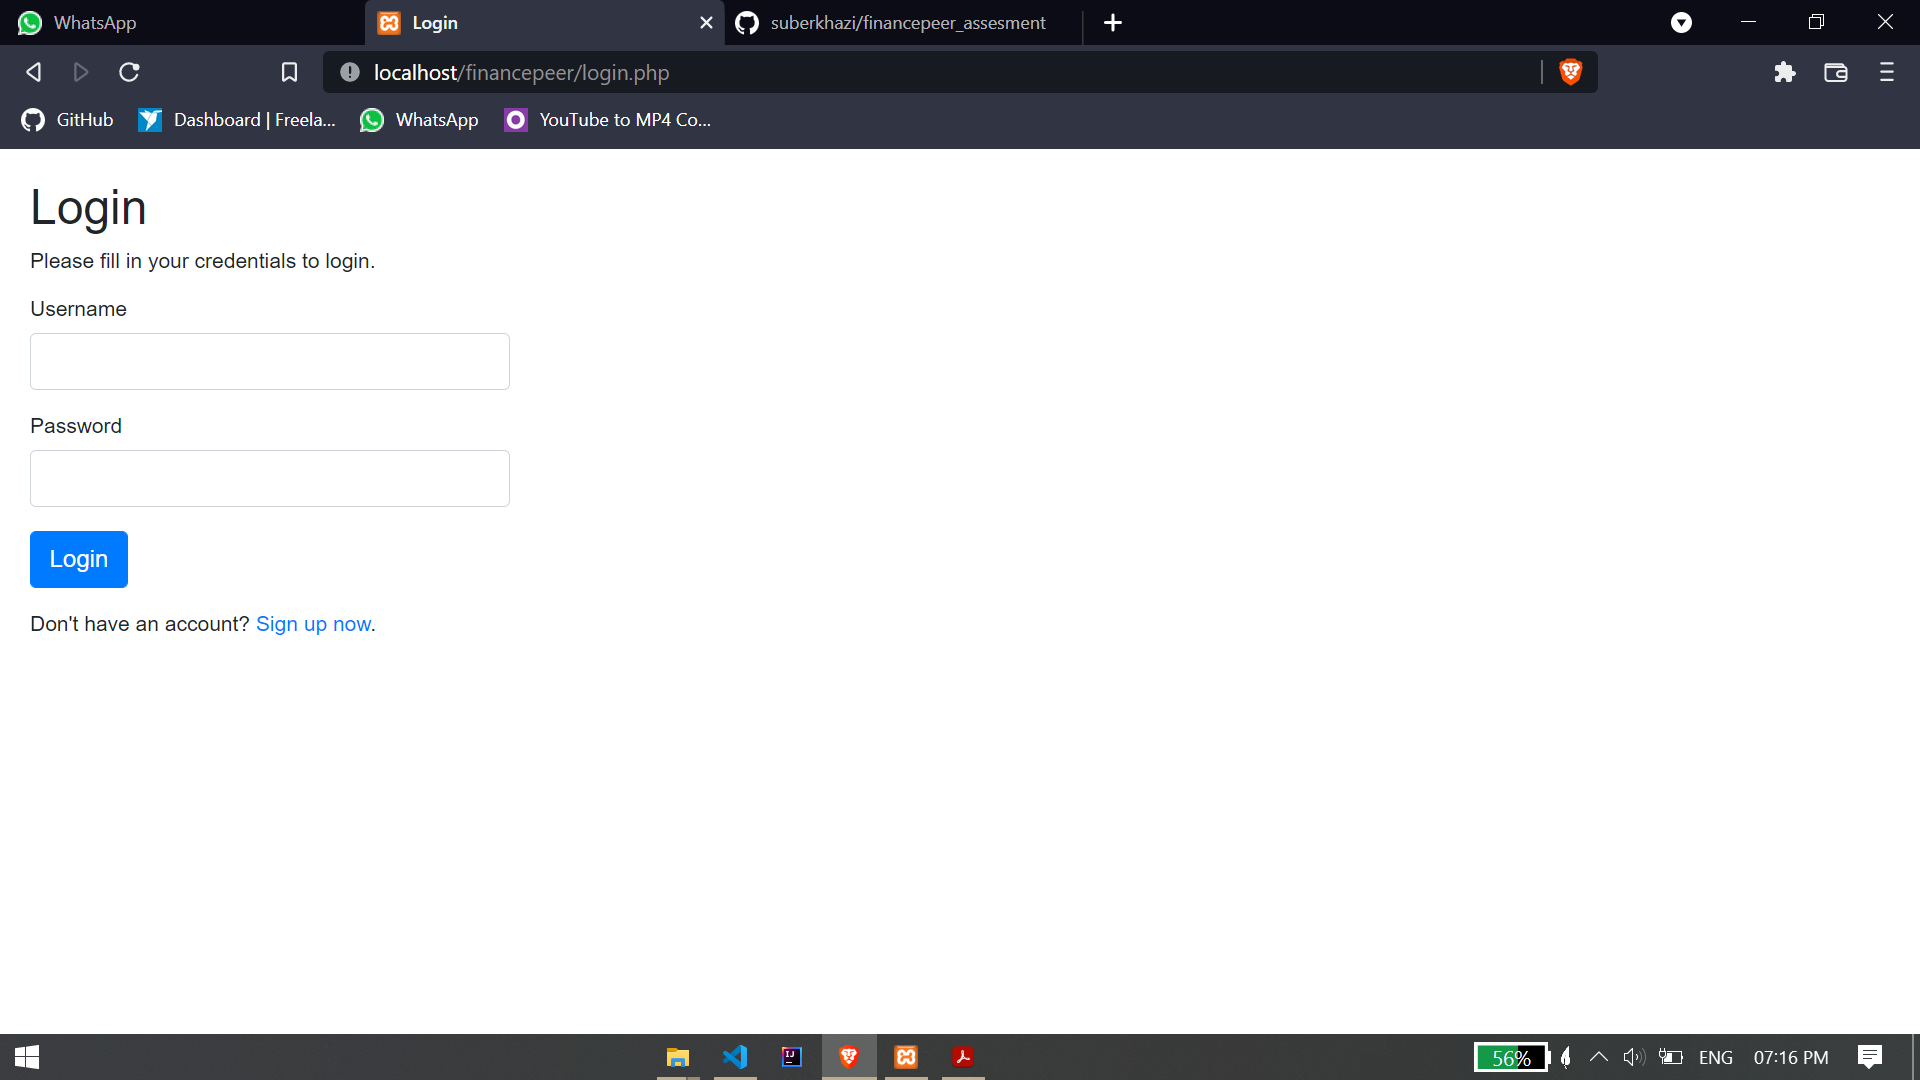 WhatsApp
Login
suberkhazi/financepeer_assesment
localhost/financepeer/login.php
GitHub
Dashboard | Freela...
WhatsApp
YouTube to MP4 Co...
Login
Please fill in your credentials to login.
Username
Password
Login
Don't have an account? Sign up now.
IJ
56%
ENG
07:16 PM